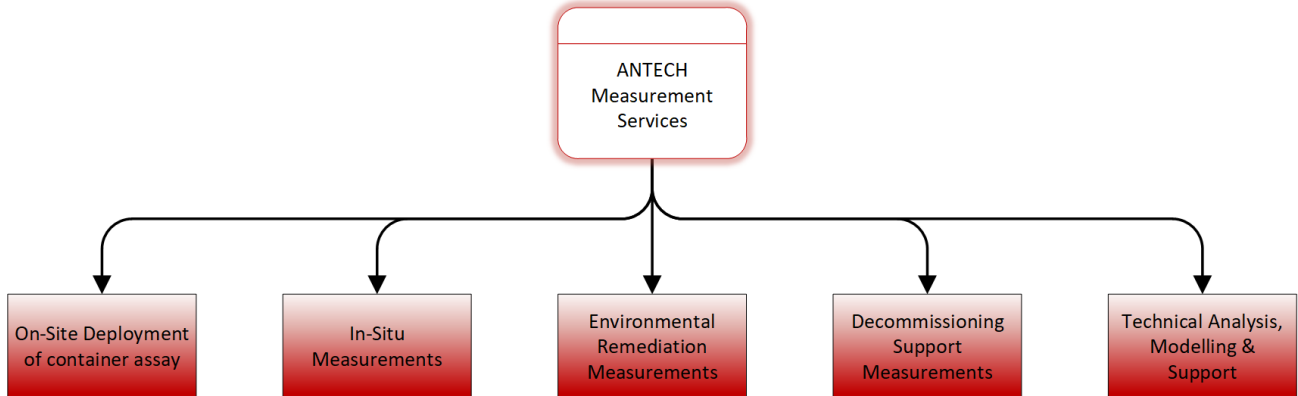 ANTECH
Measurement
Services
On-Site Deployment
of container assay
In-Situ
Measurements
Environmental
Remediation
Measurements
Decommissioning
Support
Measurements
Technical Analysis,
Modelling &
Support